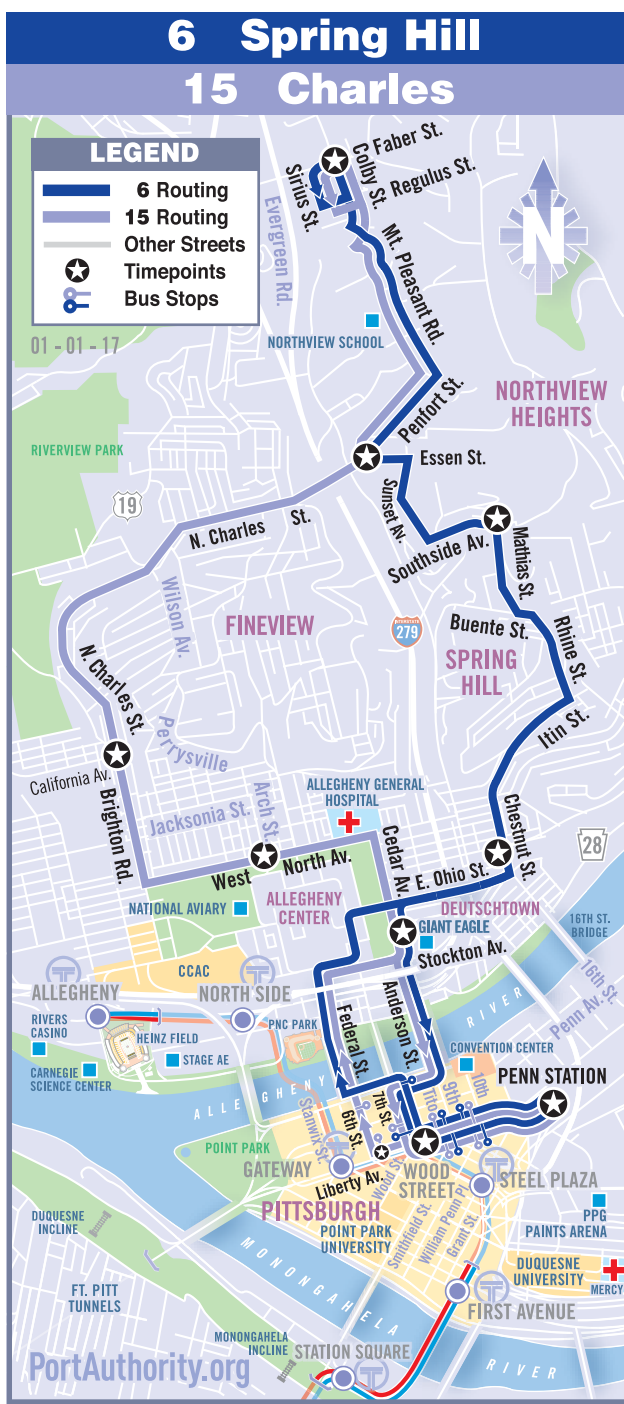 6 Spring Hill
15 Charles
LEGEND
6 Routing
15 Routing
Other Streets
Timepoints
Bus Stops
01 - 01 - 17
Faber St.
Colby St.
Sirius St.
Regulus St.
N
Evergreen Rd.
Mt. Pleasant Rd.
NORTHVIEW SCHOOL
NORTHVIEW
HEIGHTS
Penfort St.
RIVERVIEW PARK
Essen St.
19
Sunset Av.
N. Charles St.
Southside Av.
Mathias St.
Wilson Av.
FINEVIEW
INTERSTATE
279
Buente St.
Rhine St.
SPRING
HILL
N. Charles St.
Itin St.
Perrysville
California Av.
Brighton Rd.
ALLEGHENY GENERAL
HOSPITAL
Jacksonia St.
Arch St.
Chestnut St.
28
Cedar Av.
West North Av.
E. Ohio St.
NATIONAL AVIARY
ALLEGHENY
CENTER
DEUTSCHTOWN
GIANT EAGLE
16TH ST.
BRIDGE
Stockton Av.
CCAC
16th St.
ALLEGHENY
NORTH SIDE
Penn Av.
RIVERS
CASINO
HEINZ FIELD
PNC PARK
Federal St.
Anderson St.
RIVER
STAGE AE
CARNEGIE
SCIENCE CENTER
CONVENTION CENTER
ALLEGHENY
PENN STATION
Stanwix St.
6th St.
7th St.
Tito
9th
10th
POINT PARK
GATEWAY
Liberty Av.
Wood St.
WOOD
STREET
STEEL PLAZA
PITTSBURGH
POINT PARK
UNIVERSITY
Smithfield St.
William Penn Pl.
Grant St.
PPG
PAINTS ARENA
DUQUESNE
INCLINE
DUQUESNE
UNIVERSITY
MERCY
FT. PITT
TUNNELS
MONONGAHELA
FIRST AVENUE
MONONGAHELA
INCLINE
STATION SQUARE
RIVER
PortAuthority.org